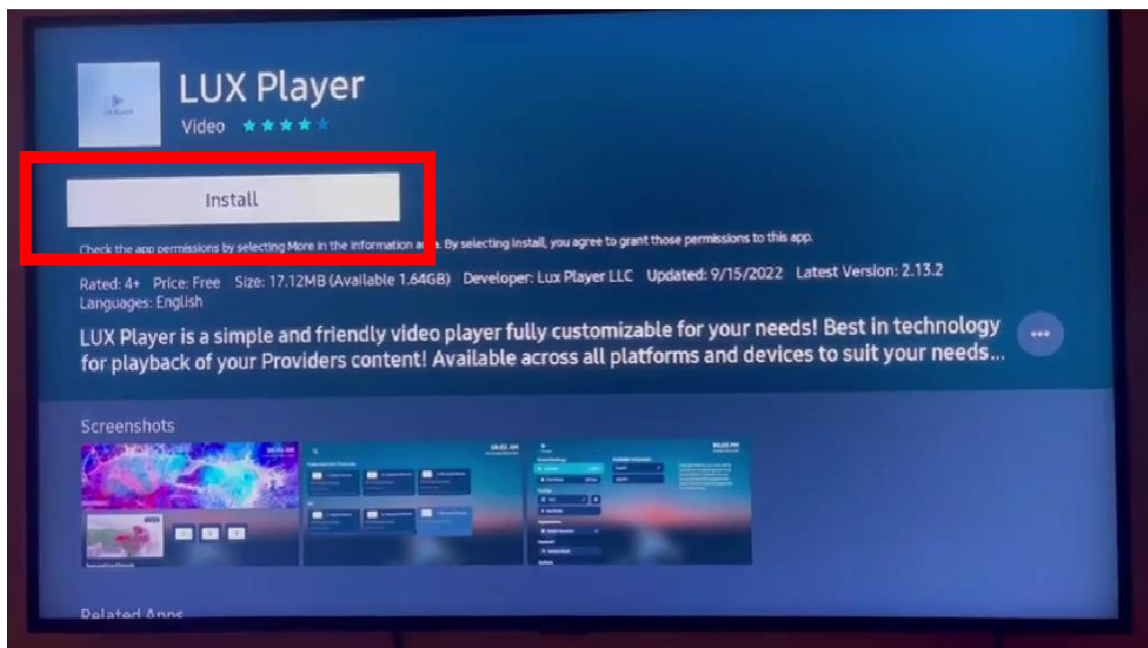 LUX Player
Video
Install
Check the app permissions by selecting More in the information area. By selecting Install, you agree to grant those permissions to this app.
Rated: 4+ Price: Free Size: 17.12MB (Available 1.64GB) Developer: Lux Player LLC Updated: 9/15/2022 Latest Version: 2.13.2
Languages: English
LUX Player is a simple and friendly video player fully customizable for your needs! Best in technology
for playback of your Providers content! Available across all platforms and devices to suit your needs...
Screenshots
Related Apps